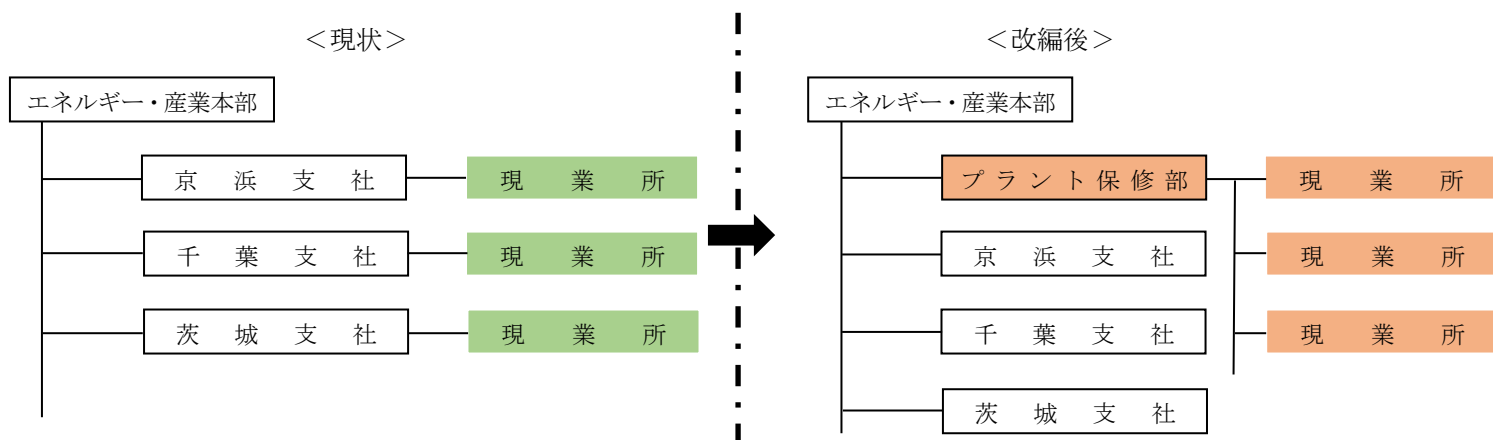 ＜現状＞
エネルギー・産業本部
京浜支社
現業所
千葉支社
現業所
茨城支社
現業所
＜改編後＞
エネルギー・産業本部
プラント保修部
現業所
京浜支社
現業所
千葉支社
現業所
茨城支社